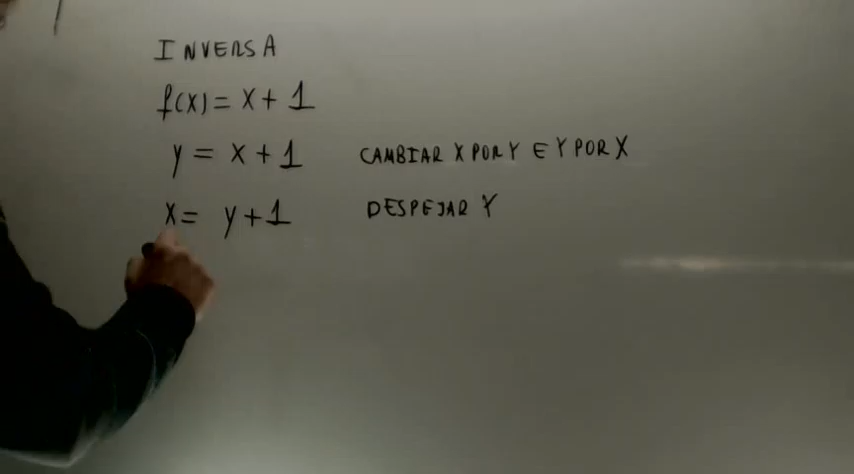 INVERSA
f(x) = x + 1
y = x + 1 CAMBIAR X POR Y E Y POR X
x = y + 1 DESPEJAR Y